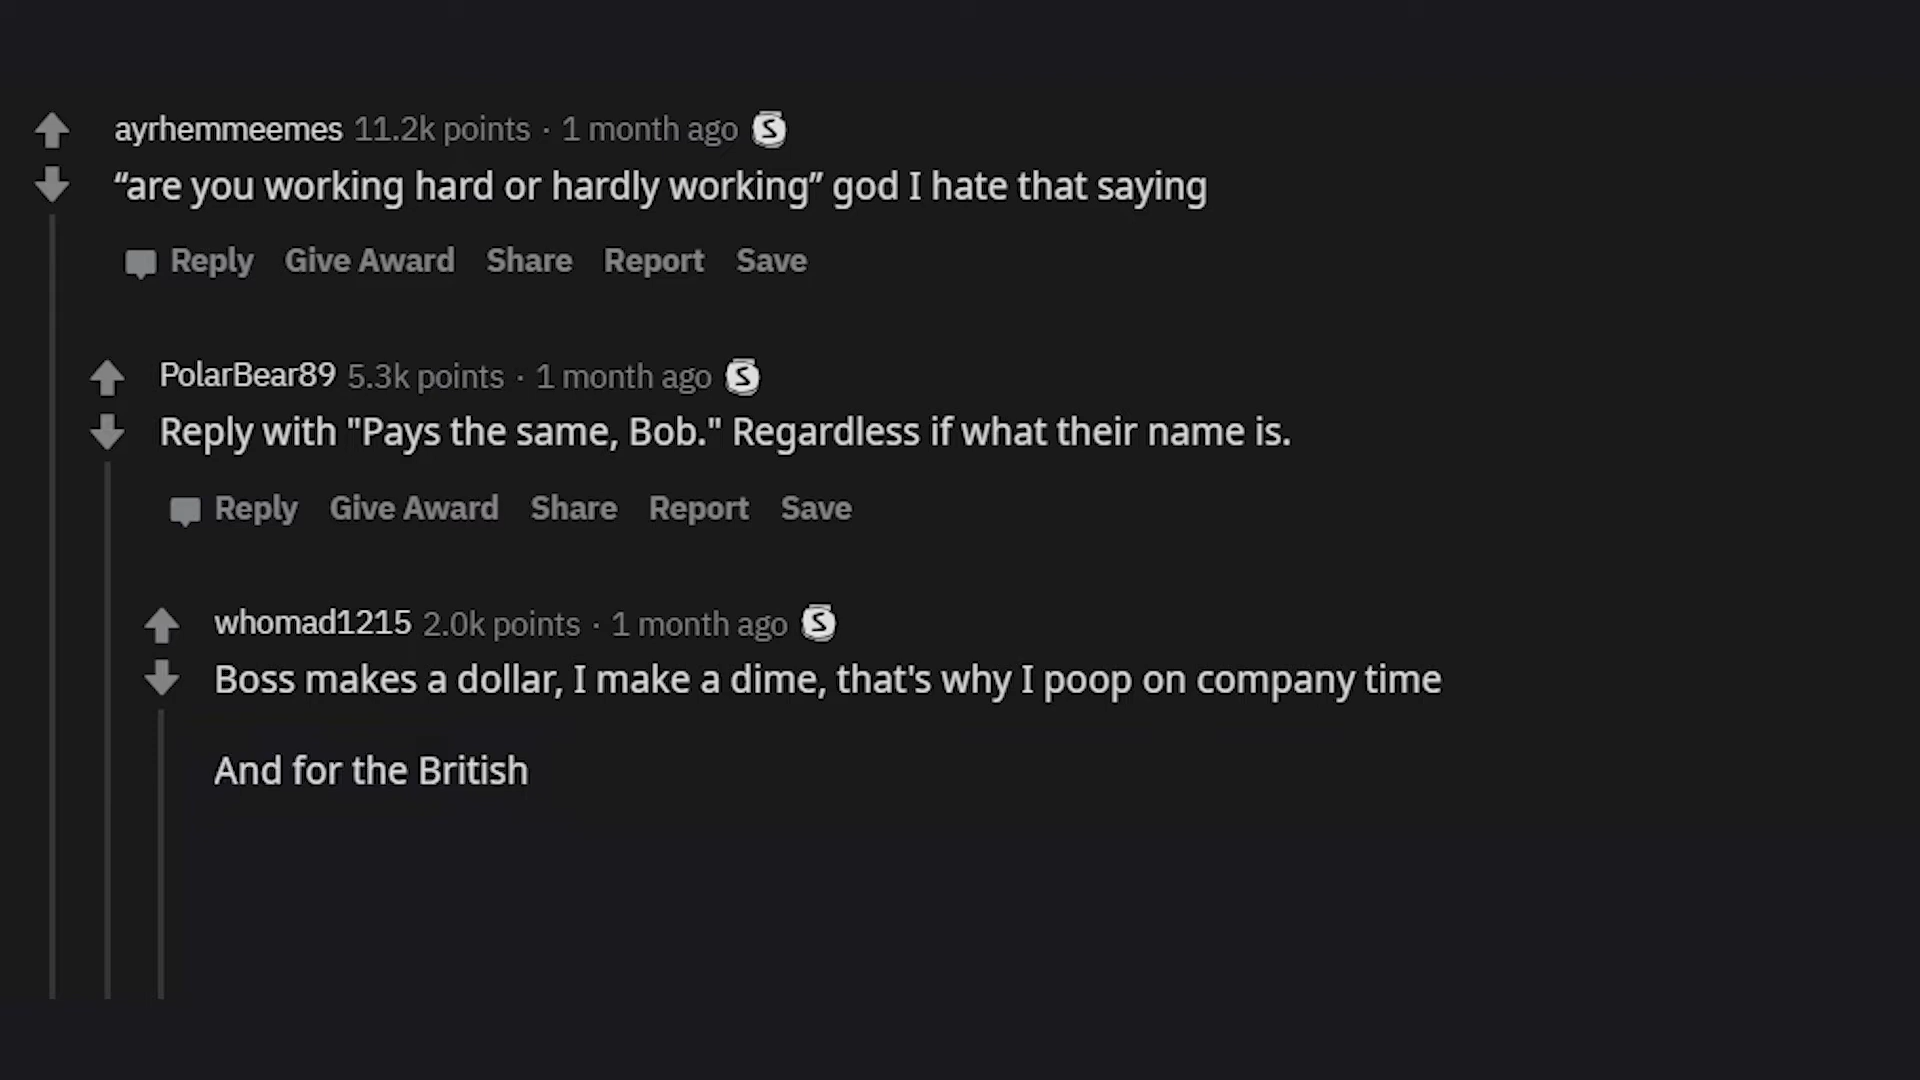 ayrhemmeemes 11.2k points · 1 month ago S
“are you working hard or hardly working” god I hate that saying
Reply Give Award Share Report Save
PolarBear89 5.3k points · 1 month ago S
Reply with "Pays the same, Bob." Regardless if what their name is.
Reply Give Award Share Report Save
whomad1215 2.0k points · 1 month ago S
Boss makes a dollar, I make a dime, that's why I poop on company time
And for the British